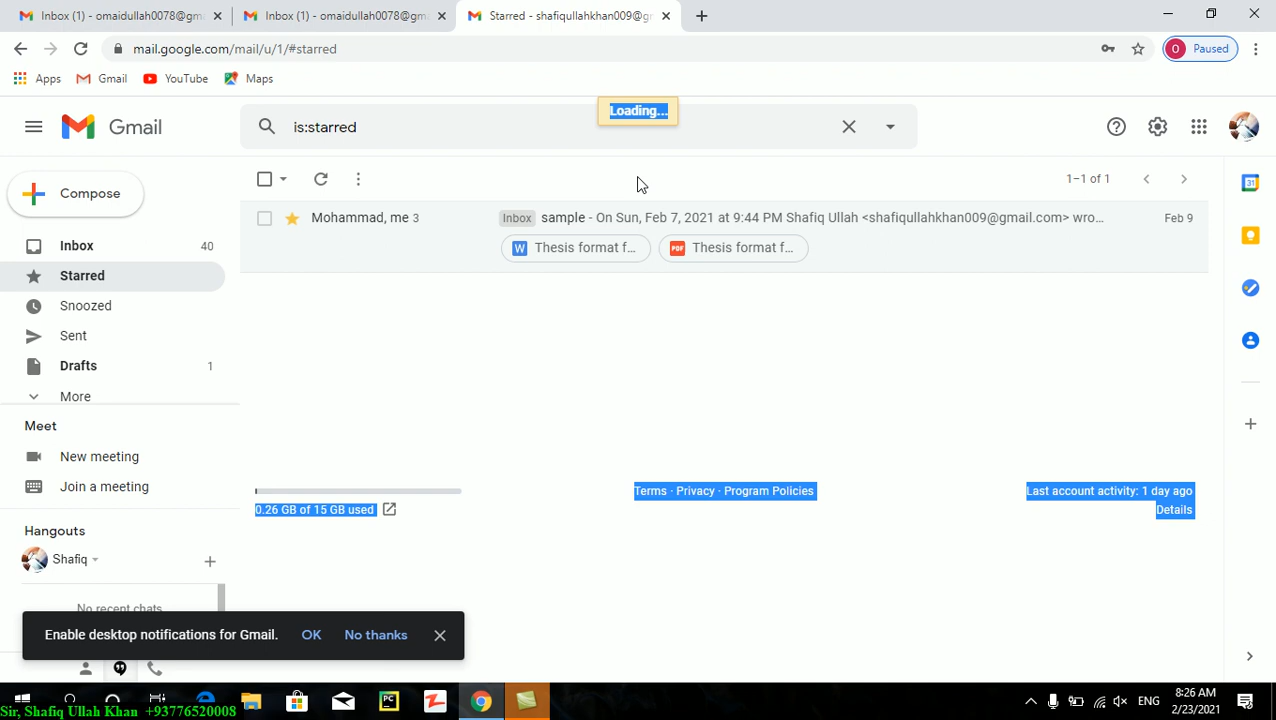 Inbox (1) - omaidullah0078@gma
Inbox (1) - omaidullah0078@gma
Starred - shafiqullahkhan009@gm
mail.google.com/mail/u/1/#starred
O Paused
Apps
Gmail
YouTube
Maps
Loading...
Gmail
is:starred
Compose
1–1 of 1
Mohammad, me 3
Inbox sample - On Sun, Feb 7, 2021 at 9:44 PM Shafiq Ullah <shafiqullahkhan009@gmail.com> wro...
Feb 9
W Thesis format f...
PDF Thesis format f...
31
Inbox 40
Starred
Snoozed
Sent
Drafts 1
More
Meet
New meeting
Join a meeting
Hangouts
Shafiq
No recent chats
0.26 GB of 15 GB used
Terms · Privacy · Program Policies
Last account activity: 1 day ago
Details
Enable desktop notifications for Gmail. OK No thanks
PC
ENG
8:26 AM
2/23/2021
Sir, Shafiq Ullah Khan +93776520008